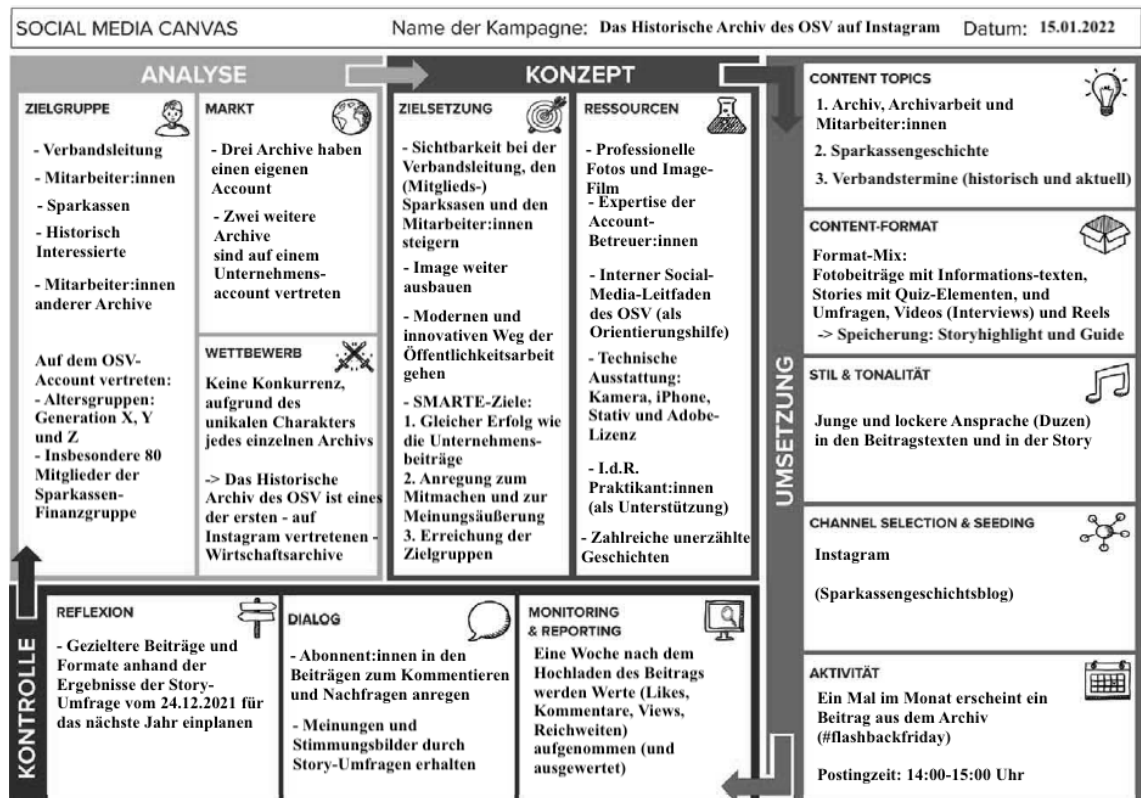 SOCIAL MEDIA CANVAS
Name der Kampagne: Das Historische Archiv des OSV auf Instagram
Datum: 15.01.2022
ANALYSE
ZIELGRUPPE
- Verbandsleitung
- Mitarbeiter:innen
- Sparkassen
- Historisch
Interessierte
- Mitarbeiter:innen
anderer Archive
Auf dem OSV-
Account vertreten:
- Altersgruppen:
Generation X, Y
und Z
- Insbesondere 80
Mitglieder der
Sparkassen-
Finanzgruppe
MARKT
- Drei Archive haben
einen eigenen
Account
- Zwei weitere
Archive
sind auf einem
Unternehmens-
account vertreten
WETTBEWERB
Keine Konkurrenz,
aufgrund des
unikalen Charakters
jedes einzelnen Archivs
-> Das Historische
Archiv des OSV ist eines
der ersten - auf
Instagram vertretenen -
Wirtschaftsarchive
KONZEPT
ZIELSETZUNG
- Sichtbarkeit bei der
Verbandsleitung, den
(Mitglieds-)
Sparksasen und den
Mitarbeiter:innen
steigern
- Image weiter
ausbauen
- Modernen und
innovativen Weg der
Öffentlichkeitsarbeit
gehen
- SMARTE-Ziele:
1. Gleicher Erfolg wie
die Unternehmens-
beiträge
2. Anregung zum
Mitmachen und zur
Meinungsäußerung
3. Erreichung der
Zielgruppen
RESSOURCEN
- Professionelle
Fotos und Image-
Film
- Expertise der
Account-
Betreuer:innen
- Interner Social-
Media-Leitfaden
des OSV (als
Orientierungshilfe)
- Technische
Ausstattung:
Kamera, iPhone,
Stativ und Adobe-
Lizenz
- I.d.R.
Praktikant:innen
(als Unterstützung)
- Zahlreiche unerzählte
Geschichten
UMSETZUNG
CONTENT TOPICS
1. Archiv, Archivarbeit und
Mitarbeiter:innen
2. Sparkassengeschichte
3. Verbandstermine (historisch und aktuell)
CONTENT-FORMAT
Format-Mix:
Fotobeiträge mit Informations-texten,
Stories mit Quiz-Elementen, und
Umfragen, Videos (Interviews) und Reels
-> Speicherung: Storyhighlight und Guide
STIL & TONALITÄT
Junge und lockere Ansprache (Duzen)
in den Beitragstexten und in der Story
CHANNEL SELECTION & SEEDING
Instagram
(Sparkassengeschichtsblog)
AKTIVITÄT
Ein Mal im Monat erscheint ein
Beitrag aus dem Archiv
(#flashbackfriday)
Postingzeit: 14:00-15:00 Uhr
KONTROLLE
REFLEXION
- Gezieltere Beiträge und
Formate anhand der
Ergebnisse der Story-
Umfrage vom 24.12.2021 für
das nächste Jahr einplanen
DIALOG
- Abonnent:innen in den
Beiträgen zum Kommentieren
und Nachfragen anregen
- Meinungen und
Stimmungsbilder durch
Story-Umfragen erhalten
MONITORING
& REPORTING
Eine Woche nach dem
Hochladen des Beitrags
werden Werte (Likes,
Kommentare, Views,
Reichweiten)
aufgenommen (und
ausgewertet)